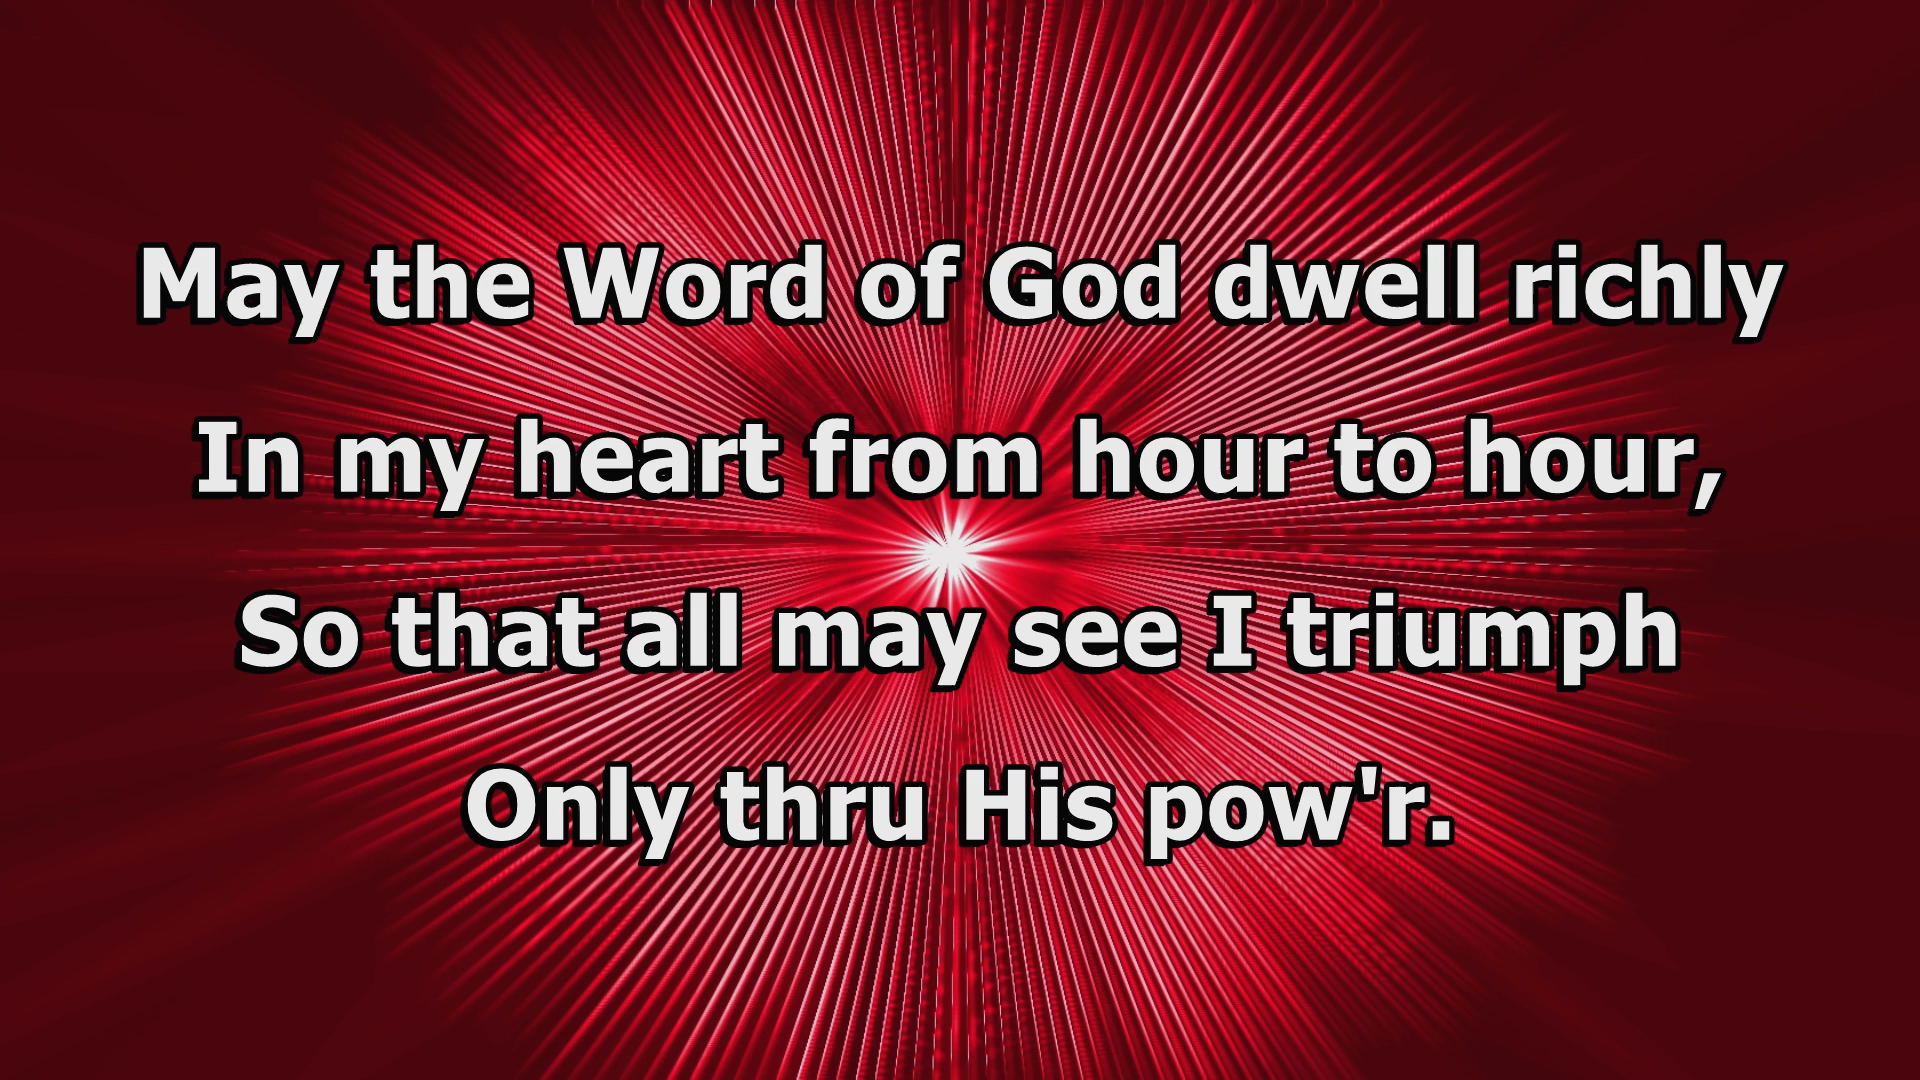 May the Word of God dwell richly
In my heart from hour to hour,
So that all may see I triumph
Only thru His pow'r.